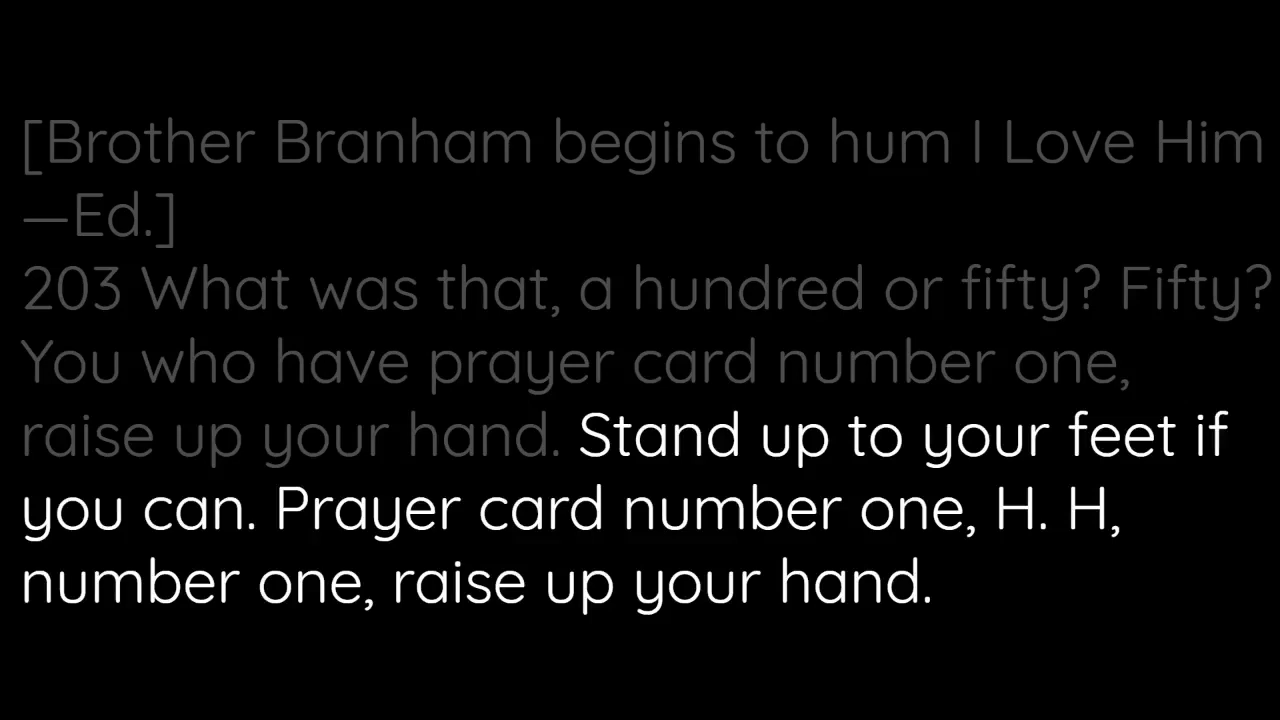 [Brother Branham begins to hum I Love Him
—Ed.]
203 What was that, a hundred or fifty? Fifty?
You who have prayer card number one,
raise up your hand. Stand up to your feet if
you can. Prayer card number one, H. H,
number one, raise up your hand.